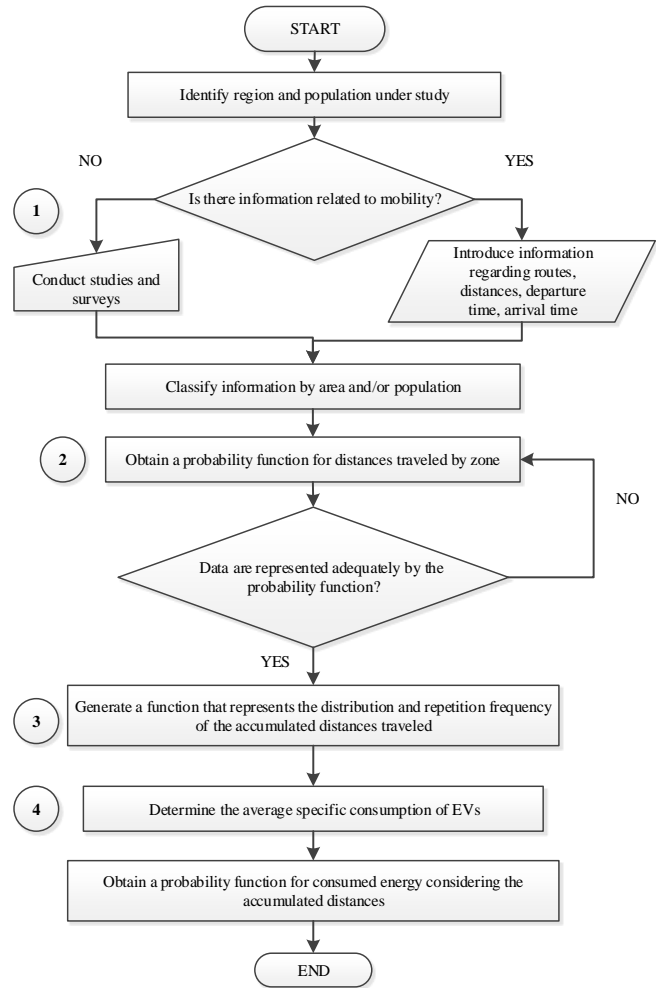 START
Identify region and population under study
NO
YES
Is there information related to mobility?
1
Conduct studies and
surveys
Introduce information
regarding routes,
distances, departure
time, arrival time
Classify information by area and/or population
2
Obtain a probability function for distances traveled by zone
NO
Data are represented adequately by the
probability function?
YES
3
Generate a function that represents the distribution and repetition frequency
of the accumulated distances traveled
4
Determine the average specific consumption of EVs
Obtain a probability function for consumed energy considering the
accumulated distances
END